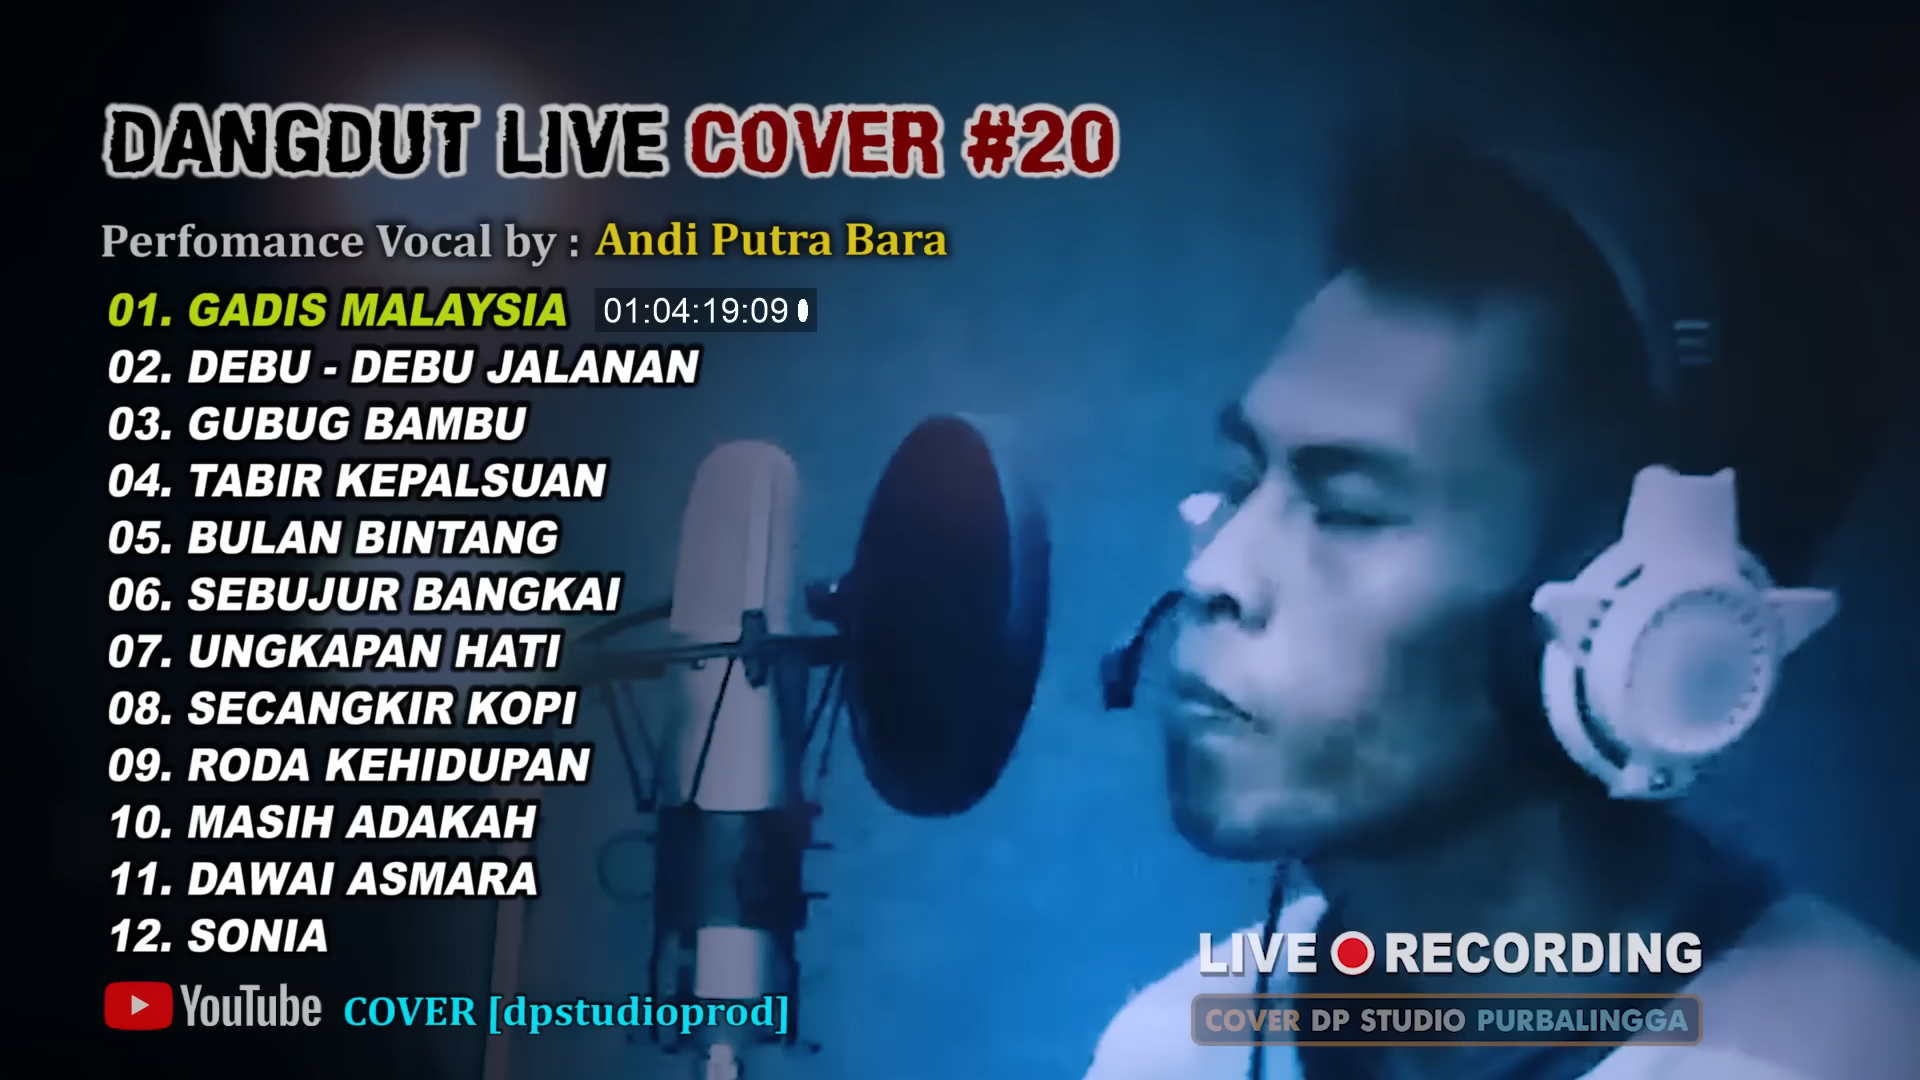 DANGDUT LIVE COVER #20
Perfomance Vocal by : Andi Putra Bara
01. GADIS MALAYSIA 01:04:19:09
02. DEBU - DEBU JALANAN
03. GUBUG BAMBU
04. TABIR KEPALSUAN
05. BULAN BINTANG
06. SEBUJUR BANGKAI
07. UNGKAPAN HATI
08. SECANGKIR KOPI
09. RODA KEHIDUPAN
10. MASIH ADAKAH
11. DAWAI ASMARA
12. SONIA
LIVE RECORDING
YouTube COVER [dpstudioprod]
COVER DP STUDIO PURBALINGGA